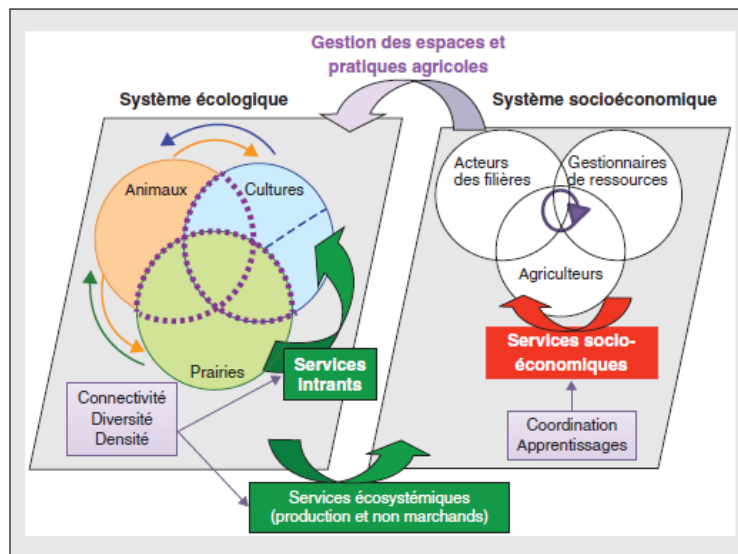 Gestion des espaces et
pratiques agricoles
Système écologique
Système socioéconomique
Animaux
Cultures
Prairies
Acteurs
des filières
Gestionnaires
de ressources
Agriculteurs
Services
intrants
Services socio-
économiques
Connectivité
Diversité
Densité
Coordination
Apprentissages
Services écosystémiques
(production et non marchands)